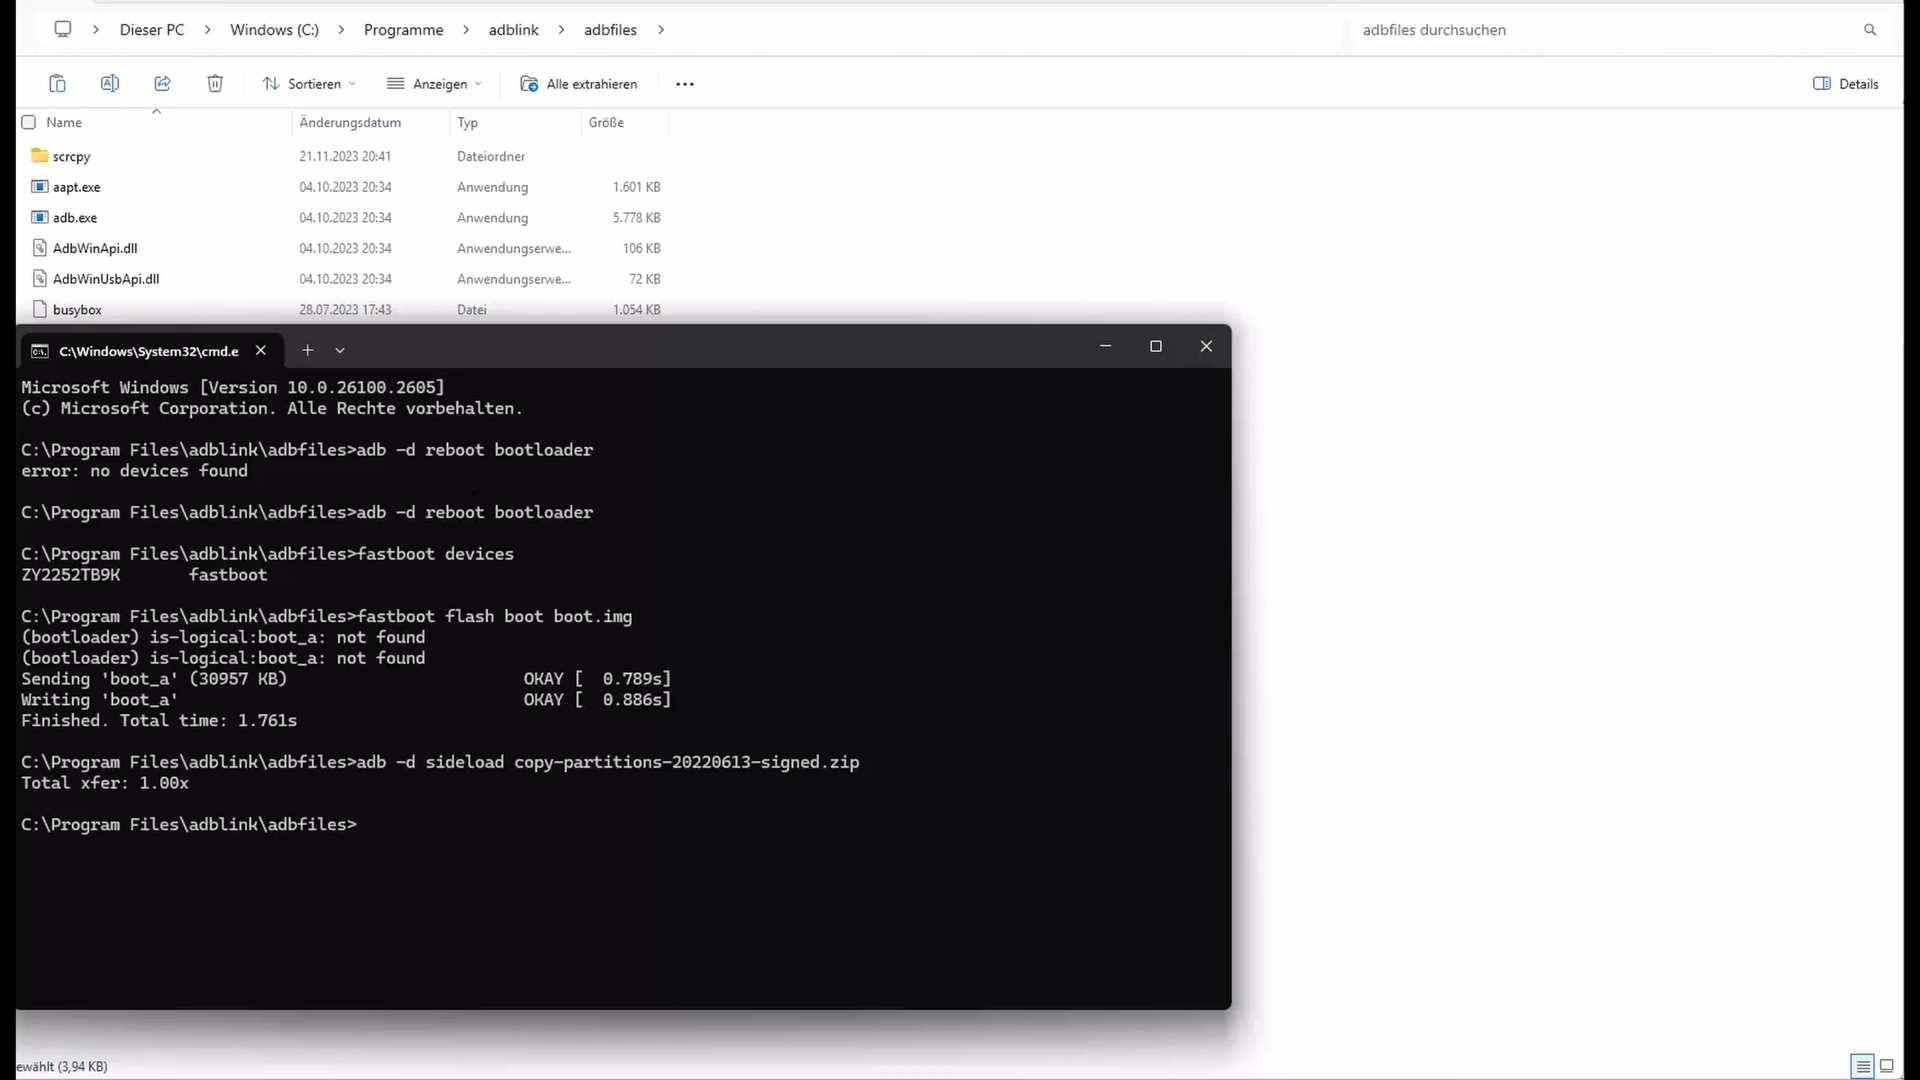 Dieser PC > Windows (C:) > Programme > adblink > adbfiles >
adbfiles durchsuchen
Sortieren
Anzeigen
Alle extrahieren
...
Details
Name Änderungsdatum Typ Größe
scrcpy 21.11.2023 20:41 Dateiordner
aapt.exe 04.10.2023 20:34 Anwendung 1.601 KB
adb.exe 04.10.2023 20:34 Anwendung 5.778 KB
AdbWinApi.dll 04.10.2023 20:34 Anwendungserwe... 106 KB
AdbWinUsbApi.dll 04.10.2023 20:34 Anwendungserwe... 72 KB
busybox 28.07.2023 17:43 Datei 1.054 KB
C:\Windows\System32\cmd.e
Microsoft Windows [Version 10.0.26100.2605]
(c) Microsoft Corporation. Alle Rechte vorbehalten.
C:\Program Files\adblink\adbfiles>adb -d reboot bootloader
error: no devices found
C:\Program Files\adblink\adbfiles>adb -d reboot bootloader
C:\Program Files\adblink\adbfiles>fastboot devices
ZY2252TB9K fastboot
C:\Program Files\adblink\adbfiles>fastboot flash boot boot.img
(bootloader) is-logical:boot_a: not found
(bootloader) is-logical:boot_a: not found
Sending 'boot_a' (30957 KB) OKAY [ 0.789s]
Writing 'boot_a' OKAY [ 0.886s]
Finished. Total time: 1.761s
C:\Program Files\adblink\adbfiles>adb -d sideload copy-partitions-20220613-signed.zip
Total xfer: 1.00x
C:\Program Files\adblink\adbfiles>
ewählt (3,94 KB)